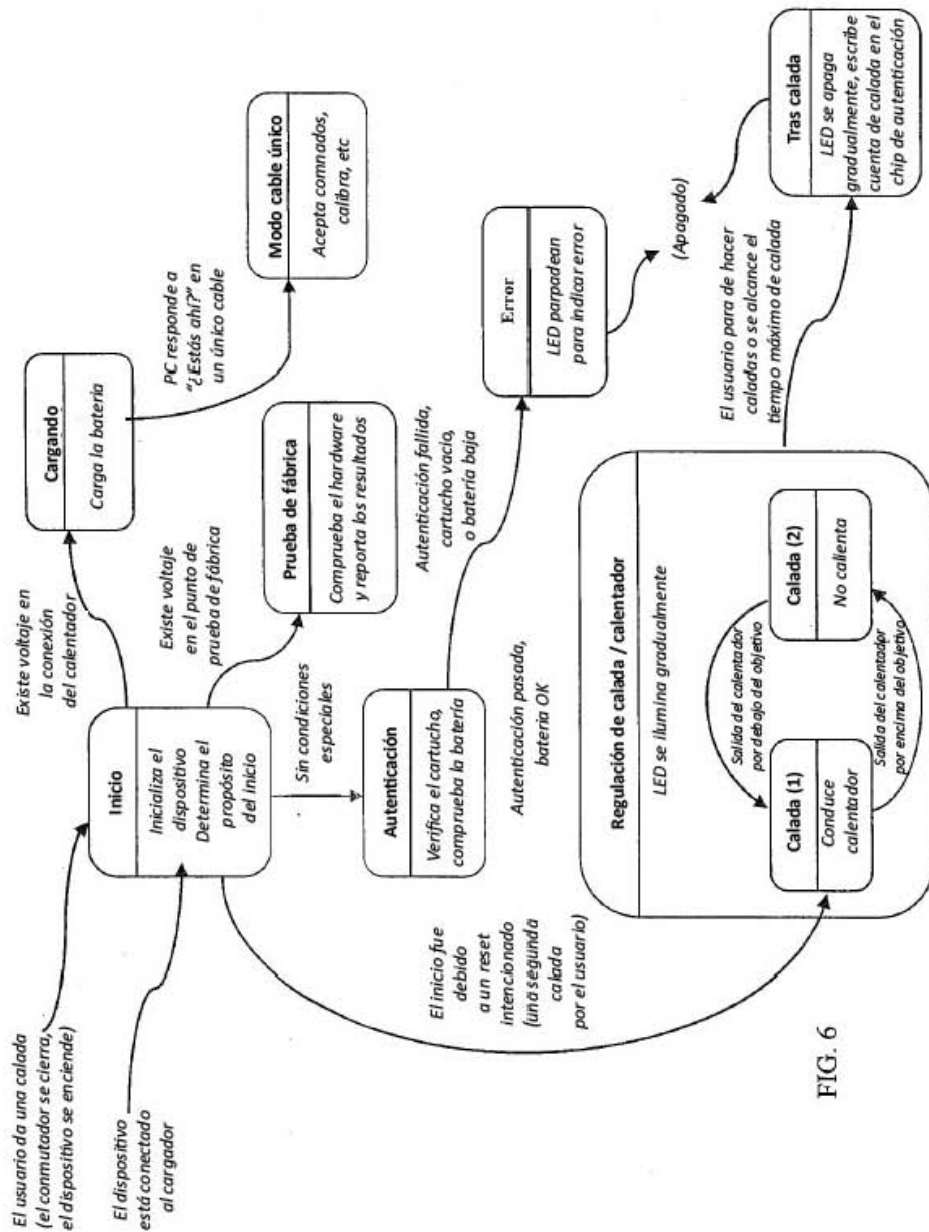 El usuario da una calada
(el conmutador se cierra,
el dispositivo se enciende)
El dispositivo
está conectado
al cargador
Inicio
Inicializa el
dispositivo
Determina el
propósito
del inicio
Existe voltaje en
la conexión
del calentador
Cargando
Carga la batería
PC responde a
“¿Estás ahí?” en
un único cable
Modo cable único
Acepta comnados,
calibra, etc
Existe voltaje
en el punto de
prueba de fábrica
Prueba de fábrica
Comprueba el hardware
y reporta los resultados
Sin condiciones
especiales
Autenticación
Verifica el cartucho,
comprueba la batería
Autenticación fallida,
cartucho vacio,
o batería baja
Error
LED parpadean
para indicar error
(Apagado)
Autenticación pasada,
bateria OK
El inicio fue
debido
a un reset
intencionado
(una segunda
calada
por el usuario)
Regulación de calada / calentador
LED se ilumina gradualmente
Calada (1)
Conduce
calentador
Salida del calentador
por debajo del objetivo
Salida del calentador
por encima del objetivo
Calada (2)
No calienta
El usuario para de hacer
caladas o se alcance el
tiempo máximo de calada
Tras calada
LED se apaga
gradualmente, escribe
cuenta de calada en el
chip de autenticación
FIG. 6